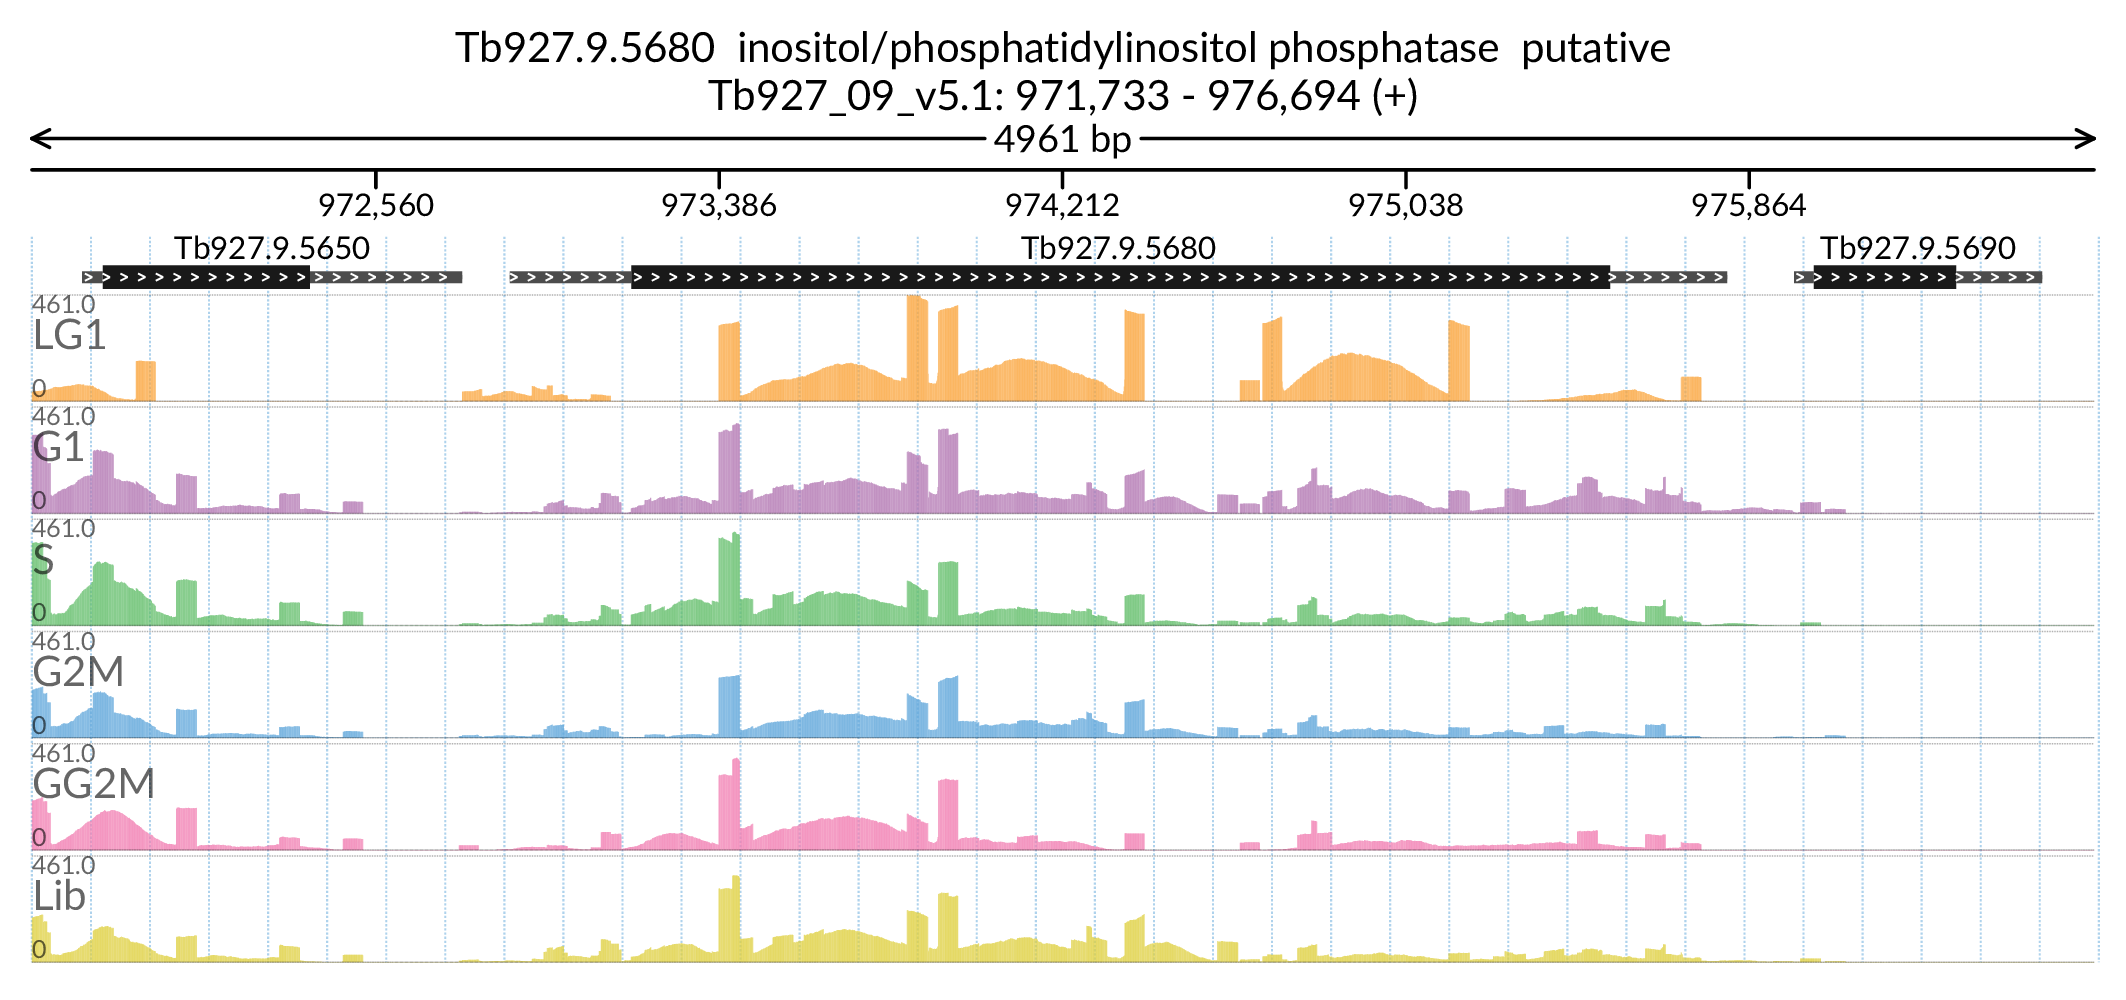 Tb927.9.5680  inositol/phosphatidylinositol phosphatase  putative
Tb927_09_v5.1: 971,733 - 976,694 (+)
4961 bp
972,560 973,386 974,212 975,038 975,864
Tb927.9.5650 Tb927.9.5680 Tb927.9.5690
461.0
LG1
0
461.0
G1
0
461.0
S
0
461.0
G2M
0
461.0
GG2M
0
461.0
Lib
0